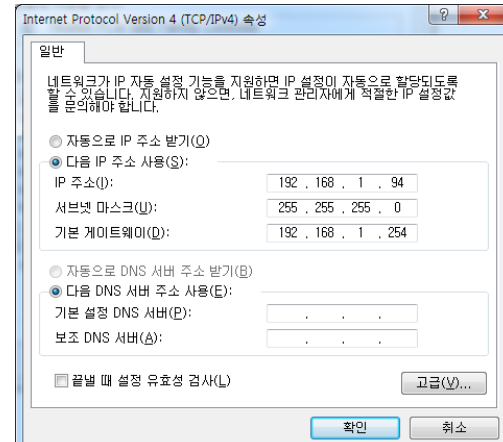 Internet Protocol Version 4 (TCP/IPv4) 속성
일반
네트워크가 IP 자동 설정 기능을 지원하면 IP 설정이 자동으로 할당되도록
할 수 있습니다. 지원하지 않으면, 네트워크 관리자에게 적절한 IP 설정값
을 문의해야 합니다.
자동으로 IP 주소 받기(O)
다음 IP 주소 사용(S):
IP 주소(I): 192 . 168 . 1 . 94
서브넷 마스크(U): 255 . 255 . 255 . 0
기본 게이트웨이(D): 192 . 168 . 1 . 254
자동으로 DNS 서버 주소 받기(B)
다음 DNS 서버 주소 사용(E):
기본 설정 DNS 서버(P): . . .
보조 DNS 서버(A): . . .
끝낼 때 설정 유효성 검사(L) 고급(V)...
확인 취소